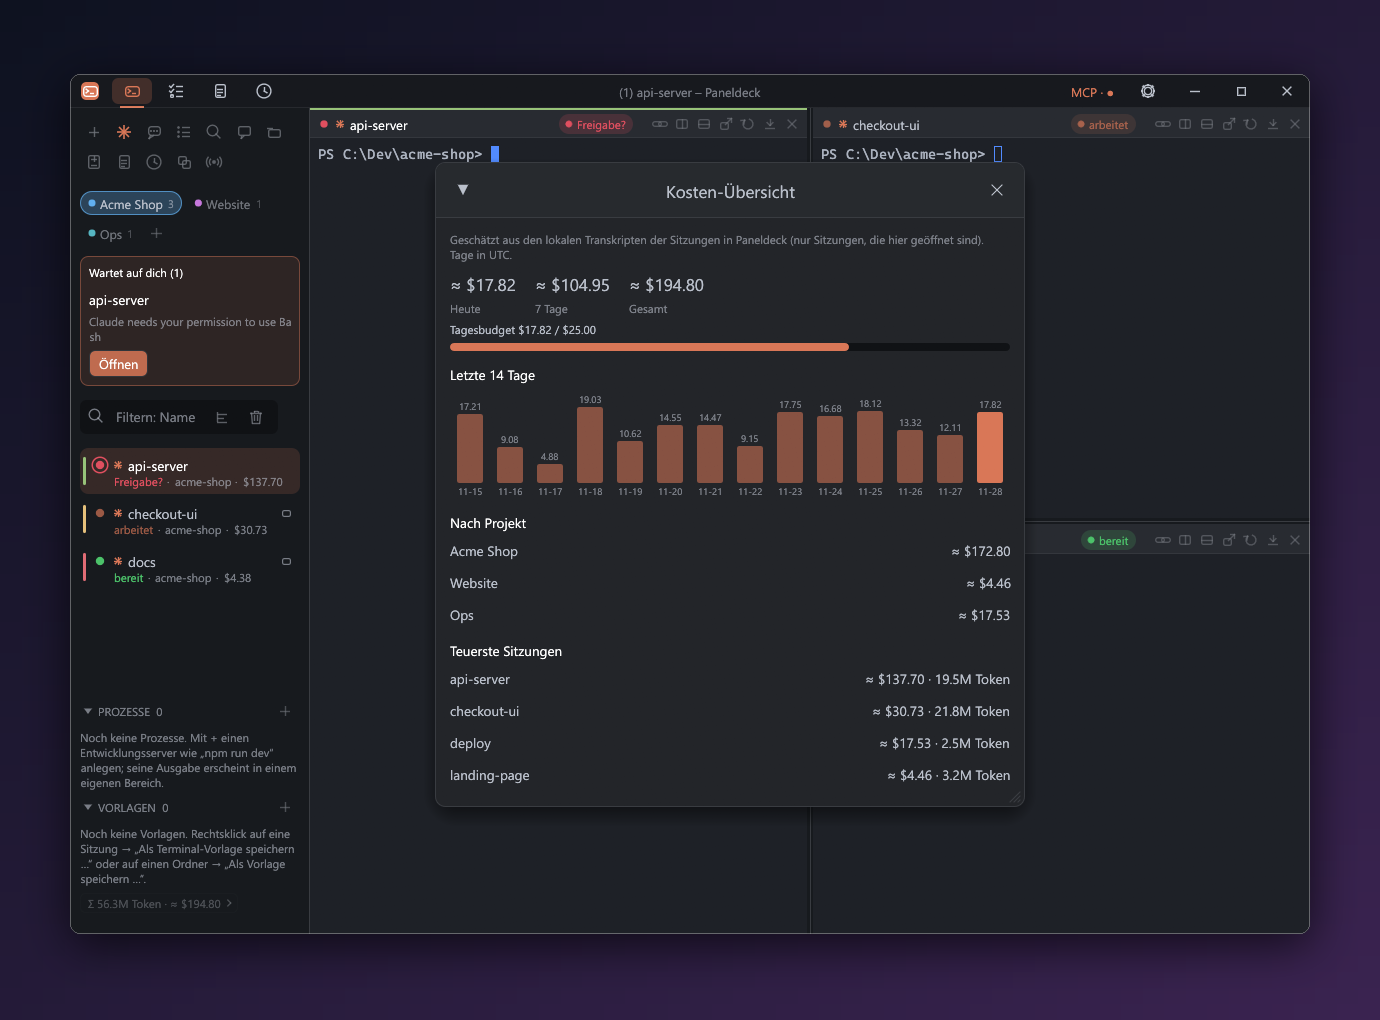 (1) api-server – Paneldeck
MCP ·
Acme Shop 3
Website 1
Ops 1
Wartet auf dich (1)
api-server
Claude needs your permission to use Ba
sh
Öffnen
Filtern: Name
api-server
Freigabe? · acme-shop · $137.70
checkout-ui
arbeitet · acme-shop · $30.73
docs
bereit · acme-shop · $4.38
PROZESSE 0
Noch keine Prozesse. Mit + einen
Entwicklungsserver wie „npm run dev“
anlegen; seine Ausgabe erscheint in einem
eigenen Bereich.
VORLAGEN 0
Noch keine Vorlagen. Rechtsklick auf eine
Sitzung → „Als Terminal-Vorlage speichern
…“ oder auf einen Ordner → „Als Vorlage
speichern …“.
Σ 56.3M Token · ≈ $194.80
api-server
Freigabe?
PS C:\Dev\acme-shop>
checkout-ui
arbeitet
PS C:\Dev\acme-shop>
bereit
Kosten-Übersicht
Geschätzt aus den lokalen Transkripten der Sitzungen in Paneldeck (nur Sitzungen, die hier geöffnet sind).
Tage in UTC.
≈ $17.82 ≈ $104.95 ≈ $194.80
Heute 7 Tage Gesamt
Tagesbudget $17.82 / $25.00
Letzte 14 Tage
17.21 9.08 4.88 19.03 10.62 14.55 14.47 9.15 17.75 16.68 18.12 13.32 12.11 17.82
11-15 11-16 11-17 11-18 11-19 11-20 11-21 11-22 11-23 11-24 11-25 11-26 11-27 11-28
Nach Projekt
Acme Shop ≈ $172.80
Website ≈ $4.46
Ops ≈ $17.53
Teuerste Sitzungen
api-server ≈ $137.70 · 19.5M Token
checkout-ui ≈ $30.73 · 21.8M Token
deploy ≈ $17.53 · 2.5M Token
landing-page ≈ $4.46 · 3.2M Token